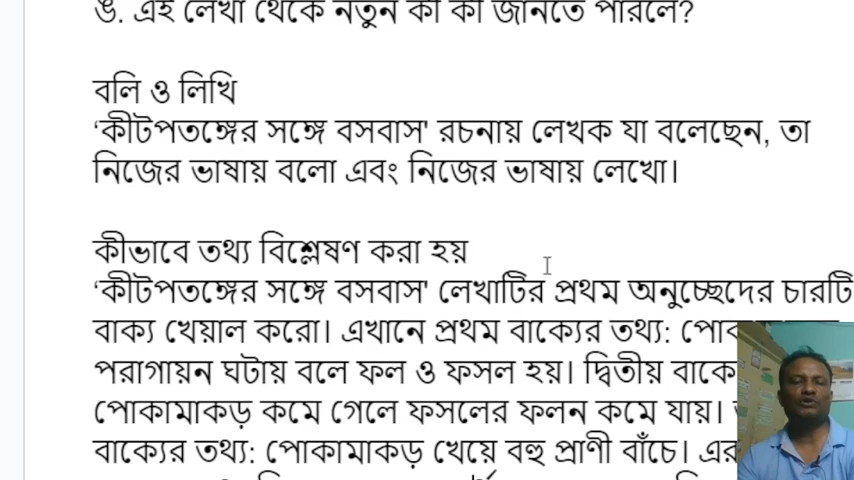 ঙ. এই লেখা থেকে নতুন কী কী জানতে পারলে?
বলি ও লিখি
‘কীটপতঙ্গের সঙ্গে বসবাস' রচনায় লেখক যা বলেছেন, তা
নিজের ভাষায় বলো এবং নিজের ভাষায় লেখো।
কীভাবে তথ্য বিশ্লেষণ করা হয়
‘কীটপতঙ্গের সঙ্গে বসবাস' লেখাটির প্রথম অনুচ্ছেদের চারটি
বাক্য খেয়াল করো। এখানে প্রথম বাক্যের তথ্য:
পরাগায়ন ঘটায় বলে ফল ও ফসল হয়। দ্বিতীয়
পোকামাকড় কমে গেলে ফসলের ফলন কমে যায়।
বাক্যের তথ্য: পোকামাকড় খেয়ে বহু প্রাণী বাঁচে।